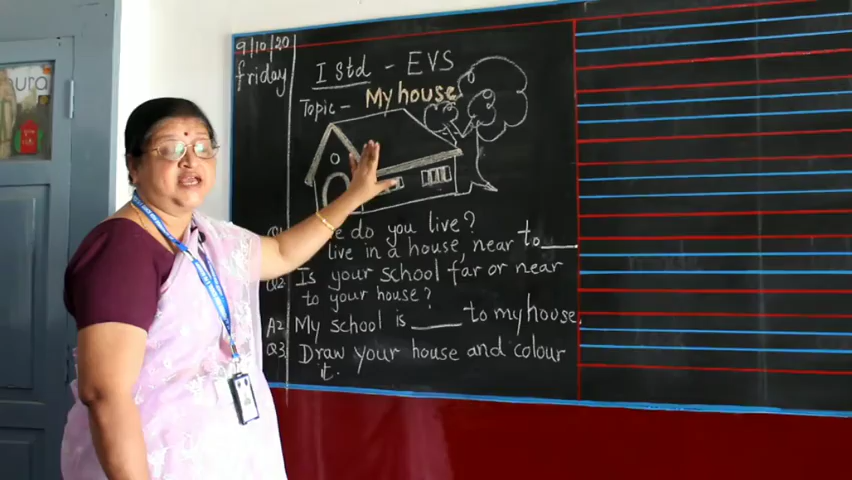 9/10/20
friday
I std - EVS
Topic - My house
do you live?
live in a house, near to ___.
Q2. Is your school far or near
to your house?
A2. My school is ____ to my house.
Q3. Draw your house and colour
it.